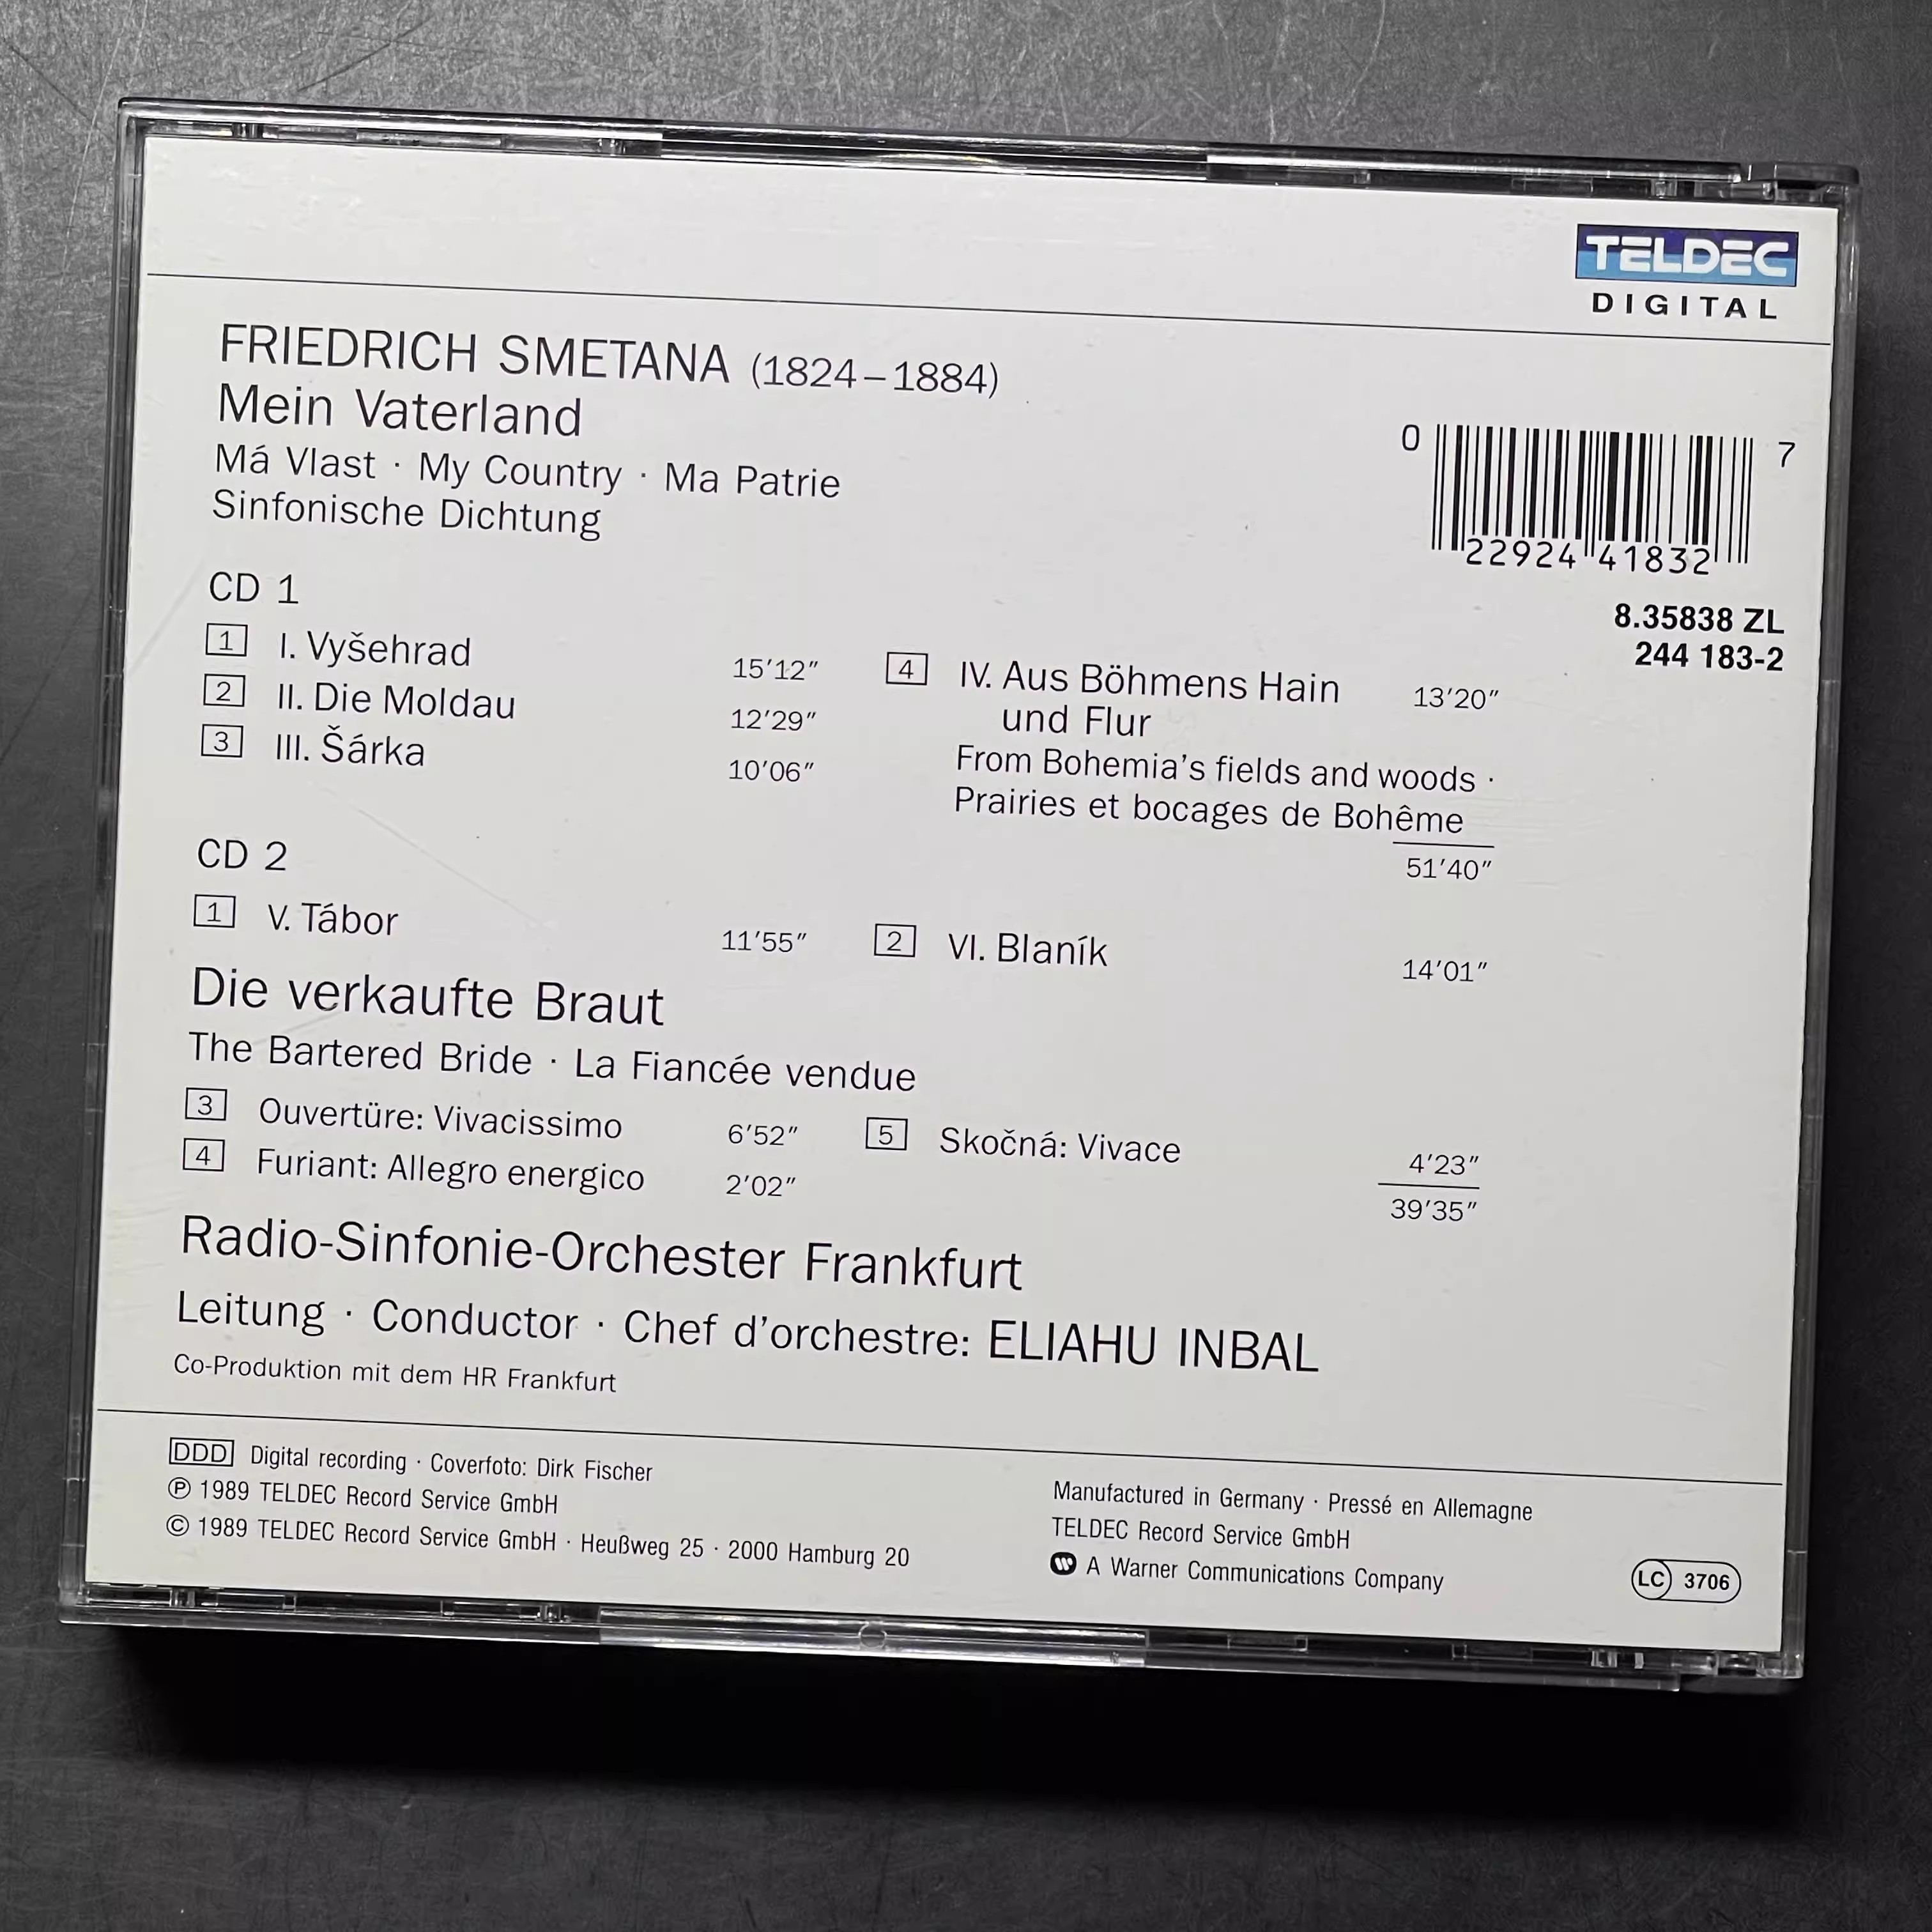 TELDEC
DIGITAL
FRIEDRICH SMETANA (1824–1884)
Mein Vaterland
Má Vlast · My Country · Ma Patrie
Sinfonische Dichtung
0 22924 41832 7
8.35838 ZL
244 183-2
CD 1
1 I. Vyšehrad 15′12″
2 II. Die Moldau 12′29″
3 III. Šárka 10′06″
4 IV. Aus Böhmens Hain 13′20″
und Flur
From Bohemia's fields and woods ·
Prairies et bocages de Bohême
51′40″
CD 2
1 V. Tábor 11′55″
2 VI. Blaník 14′01″
Die verkaufte Braut
The Bartered Bride · La Fiancée vendue
3 Ouvertüre: Vivacissimo 6′52″
4 Furiant: Allegro energico 2′02″
5 Skočná: Vivace 4′23″
39′35″
Radio-Sinfonie-Orchester Frankfurt
Leitung · Conductor · Chef d'orchestre: ELIAHU INBAL
Co-Produktion mit dem HR Frankfurt
DDD Digital recording · Coverfoto: Dirk Fischer
Ⓟ 1989 TELDEC Record Service GmbH
© 1989 TELDEC Record Service GmbH · Heußweg 25 · 2000 Hamburg 20
Manufactured in Germany · Pressé en Allemagne
TELDEC Record Service GmbH
A Warner Communications Company
LC 3706